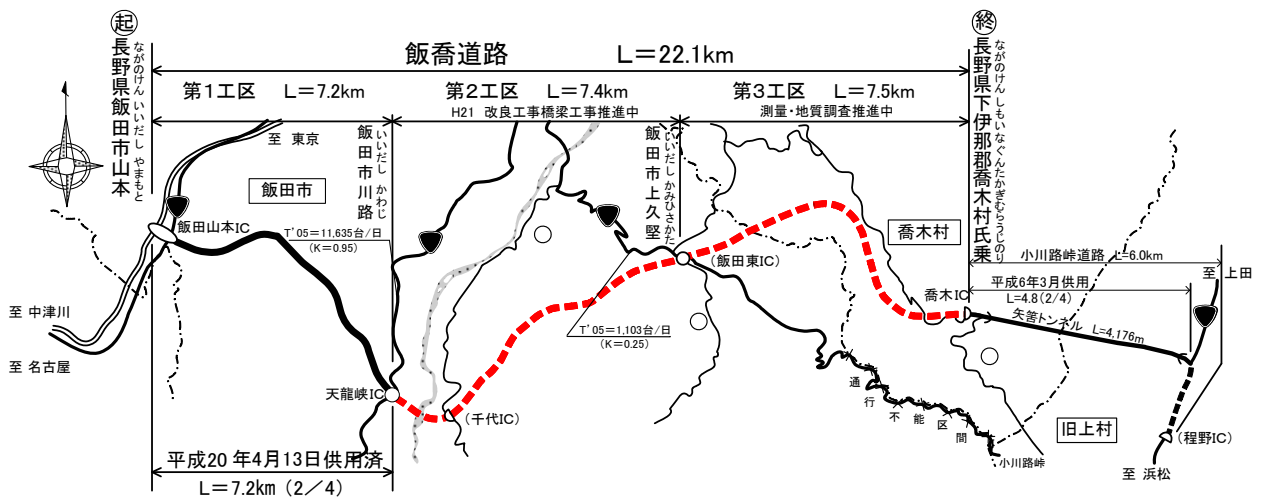 起
長野県飯田市山本
ながのけん いいだし やまもと
飯喬道路 L=22.1km
終
長野県下伊那郡喬木村氏乗
ながのけん しもいなぐんたかぎむらうじのり
第1工区 L=7.2km
第2工区 L=7.4km
H21 改良工事橋梁工事推進中
第3工区 L=7.5km
測量・地質調査推進中
至 東京
飯田市川路
いいだし かわじ
飯田市上久堅
いいだし かみひさかた
飯田市
飯田山本IC
T'05=11,635台/日
(K=0.95)
(飯田東IC)
喬木村
小川路峠道路 L=6.0km
至 上田
平成6年3月供用
L=4.8(2/4)
喬木IC
矢筈トンネル L=4,176m
至 中津川
至 名古屋
T'05=1,103台/日
(K=0.25)
天龍峡IC
(千代IC)
通行不能区間
旧上村
(程野IC)
小川路峠
至 浜松
平成20年4月13日供用済
L=7.2km (2/4)